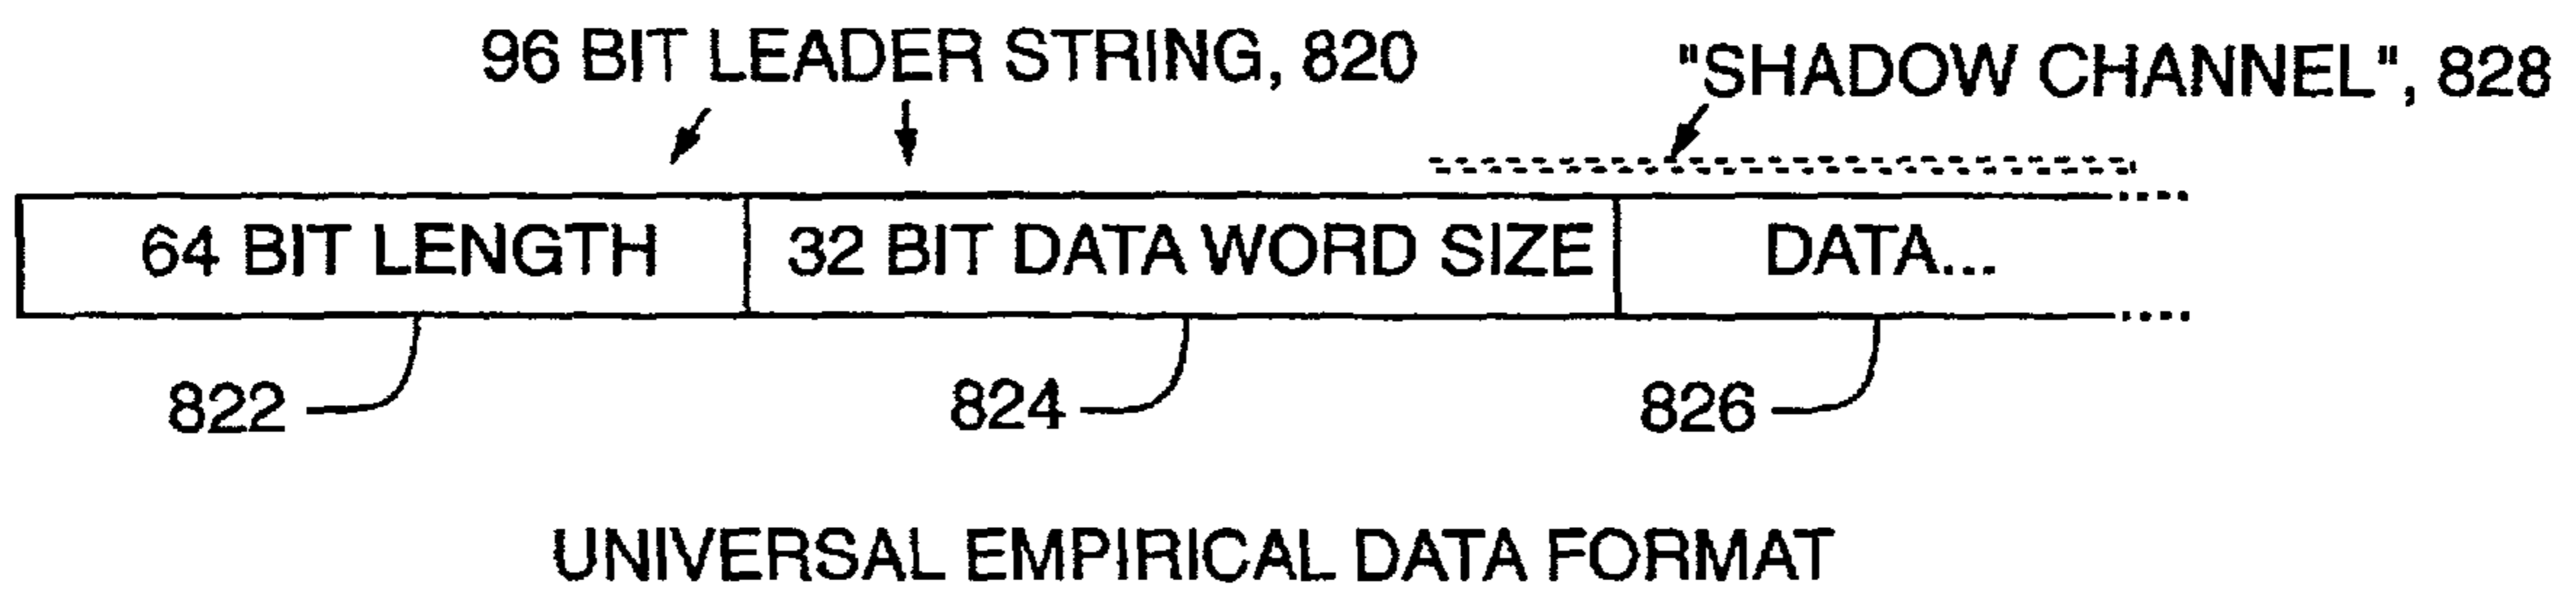 96 BIT LEADER STRING, 820
"SHADOW CHANNEL", 828
64 BIT LENGTH
32 BIT DATA WORD SIZE
DATA...
822
824
826
UNIVERSAL EMPIRICAL DATA FORMAT